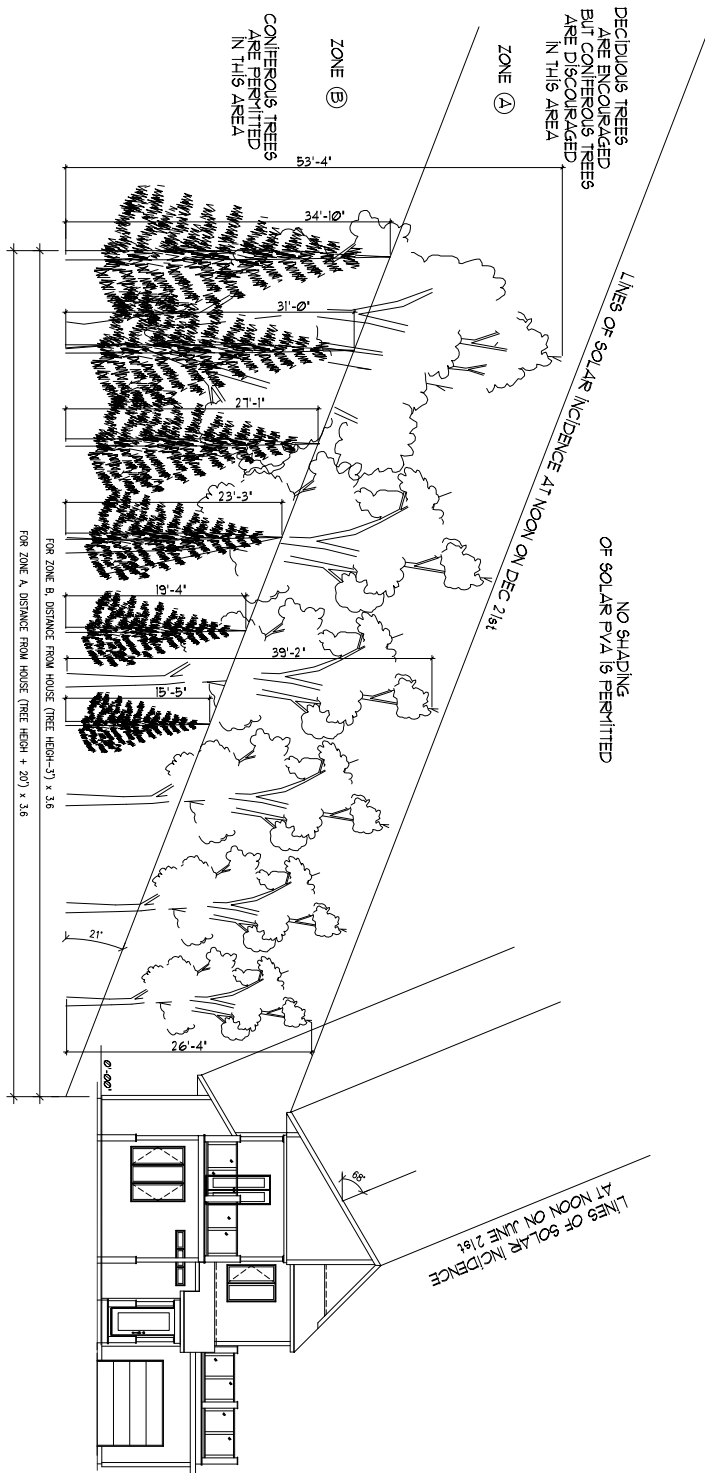 DECIDUOUS TREES
ARE ENCOURAGED
BUT CONIFEROUS TREES
ARE DISCOURAGED
IN THIS AREA
ZONE A
ZONE B
CONIFEROUS TREES
ARE PERMITTED
IN THIS AREA
LINES OF SOLAR INCIDENCE AT NOON ON DEC 21st
NO SHADING
OF SOLAR PVA IS PERMITTED
53'-4"
34'-10"
31'-0"
27'-1"
23'-3"
19'-4"
39'-2"
15'-5"
21°
26'-4"
0'-00"
68°
LINES OF SOLAR INCIDENCE
AT NOON ON JUNE 21st
FOR ZONE B, DISTANCE FROM HOUSE (TREE HEIGH-3') x 3.6
FOR ZONE A, DISTANCE FROM HOUSE (TREE HEIGH + 20') x 3.6